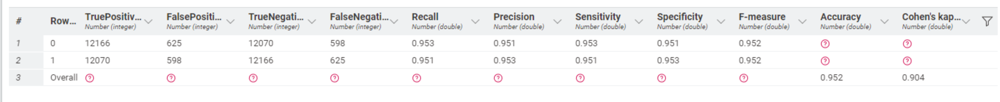 # Row... TruePositiv... FalsePositi... TrueNegati... FalseNegati... Recall Precision Sensitivity Specificity F-measure Accuracy Cohen's kap...
Number (integer) Number (integer) Number (integer) Number (integer) Number (double) Number (double) Number (double) Number (double) Number (double) Number (double) Number (double)
1 0 12166 625 12070 598 0.953 0.951 0.953 0.951 0.952 ? ?
2 1 12070 598 12166 625 0.951 0.953 0.951 0.953 0.952 ? ?
3 Overall ? ? ? ? ? ? ? ? ? 0.952 0.904